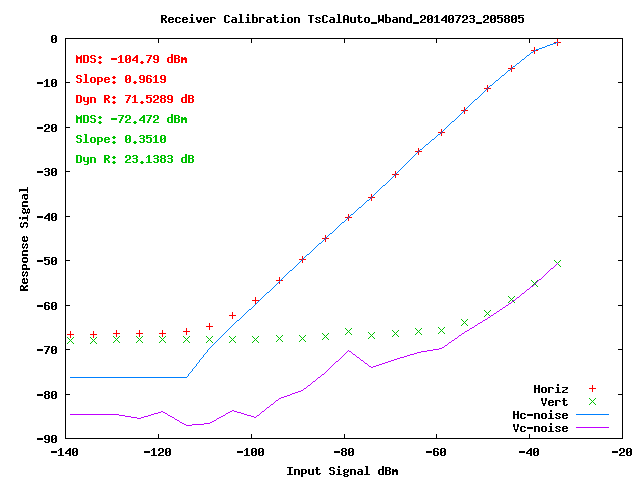 Receiver Calibration TsCalAuto_Wband_20140723_205805
0
-10
-20
-30
-40
-50
-60
-70
-80
-90
Response Signal
MDS: -104.79 dBm
Slope: 0.9619
Dyn R: 71.5289 dB
MDS: -72.472 dBm
Slope: 0.3510
Dyn R: 23.1383 dB
Horiz
Vert
Hc-noise
Vc-noise
-140 -120 -100 -80 -60 -40 -20
Input Signal dBm